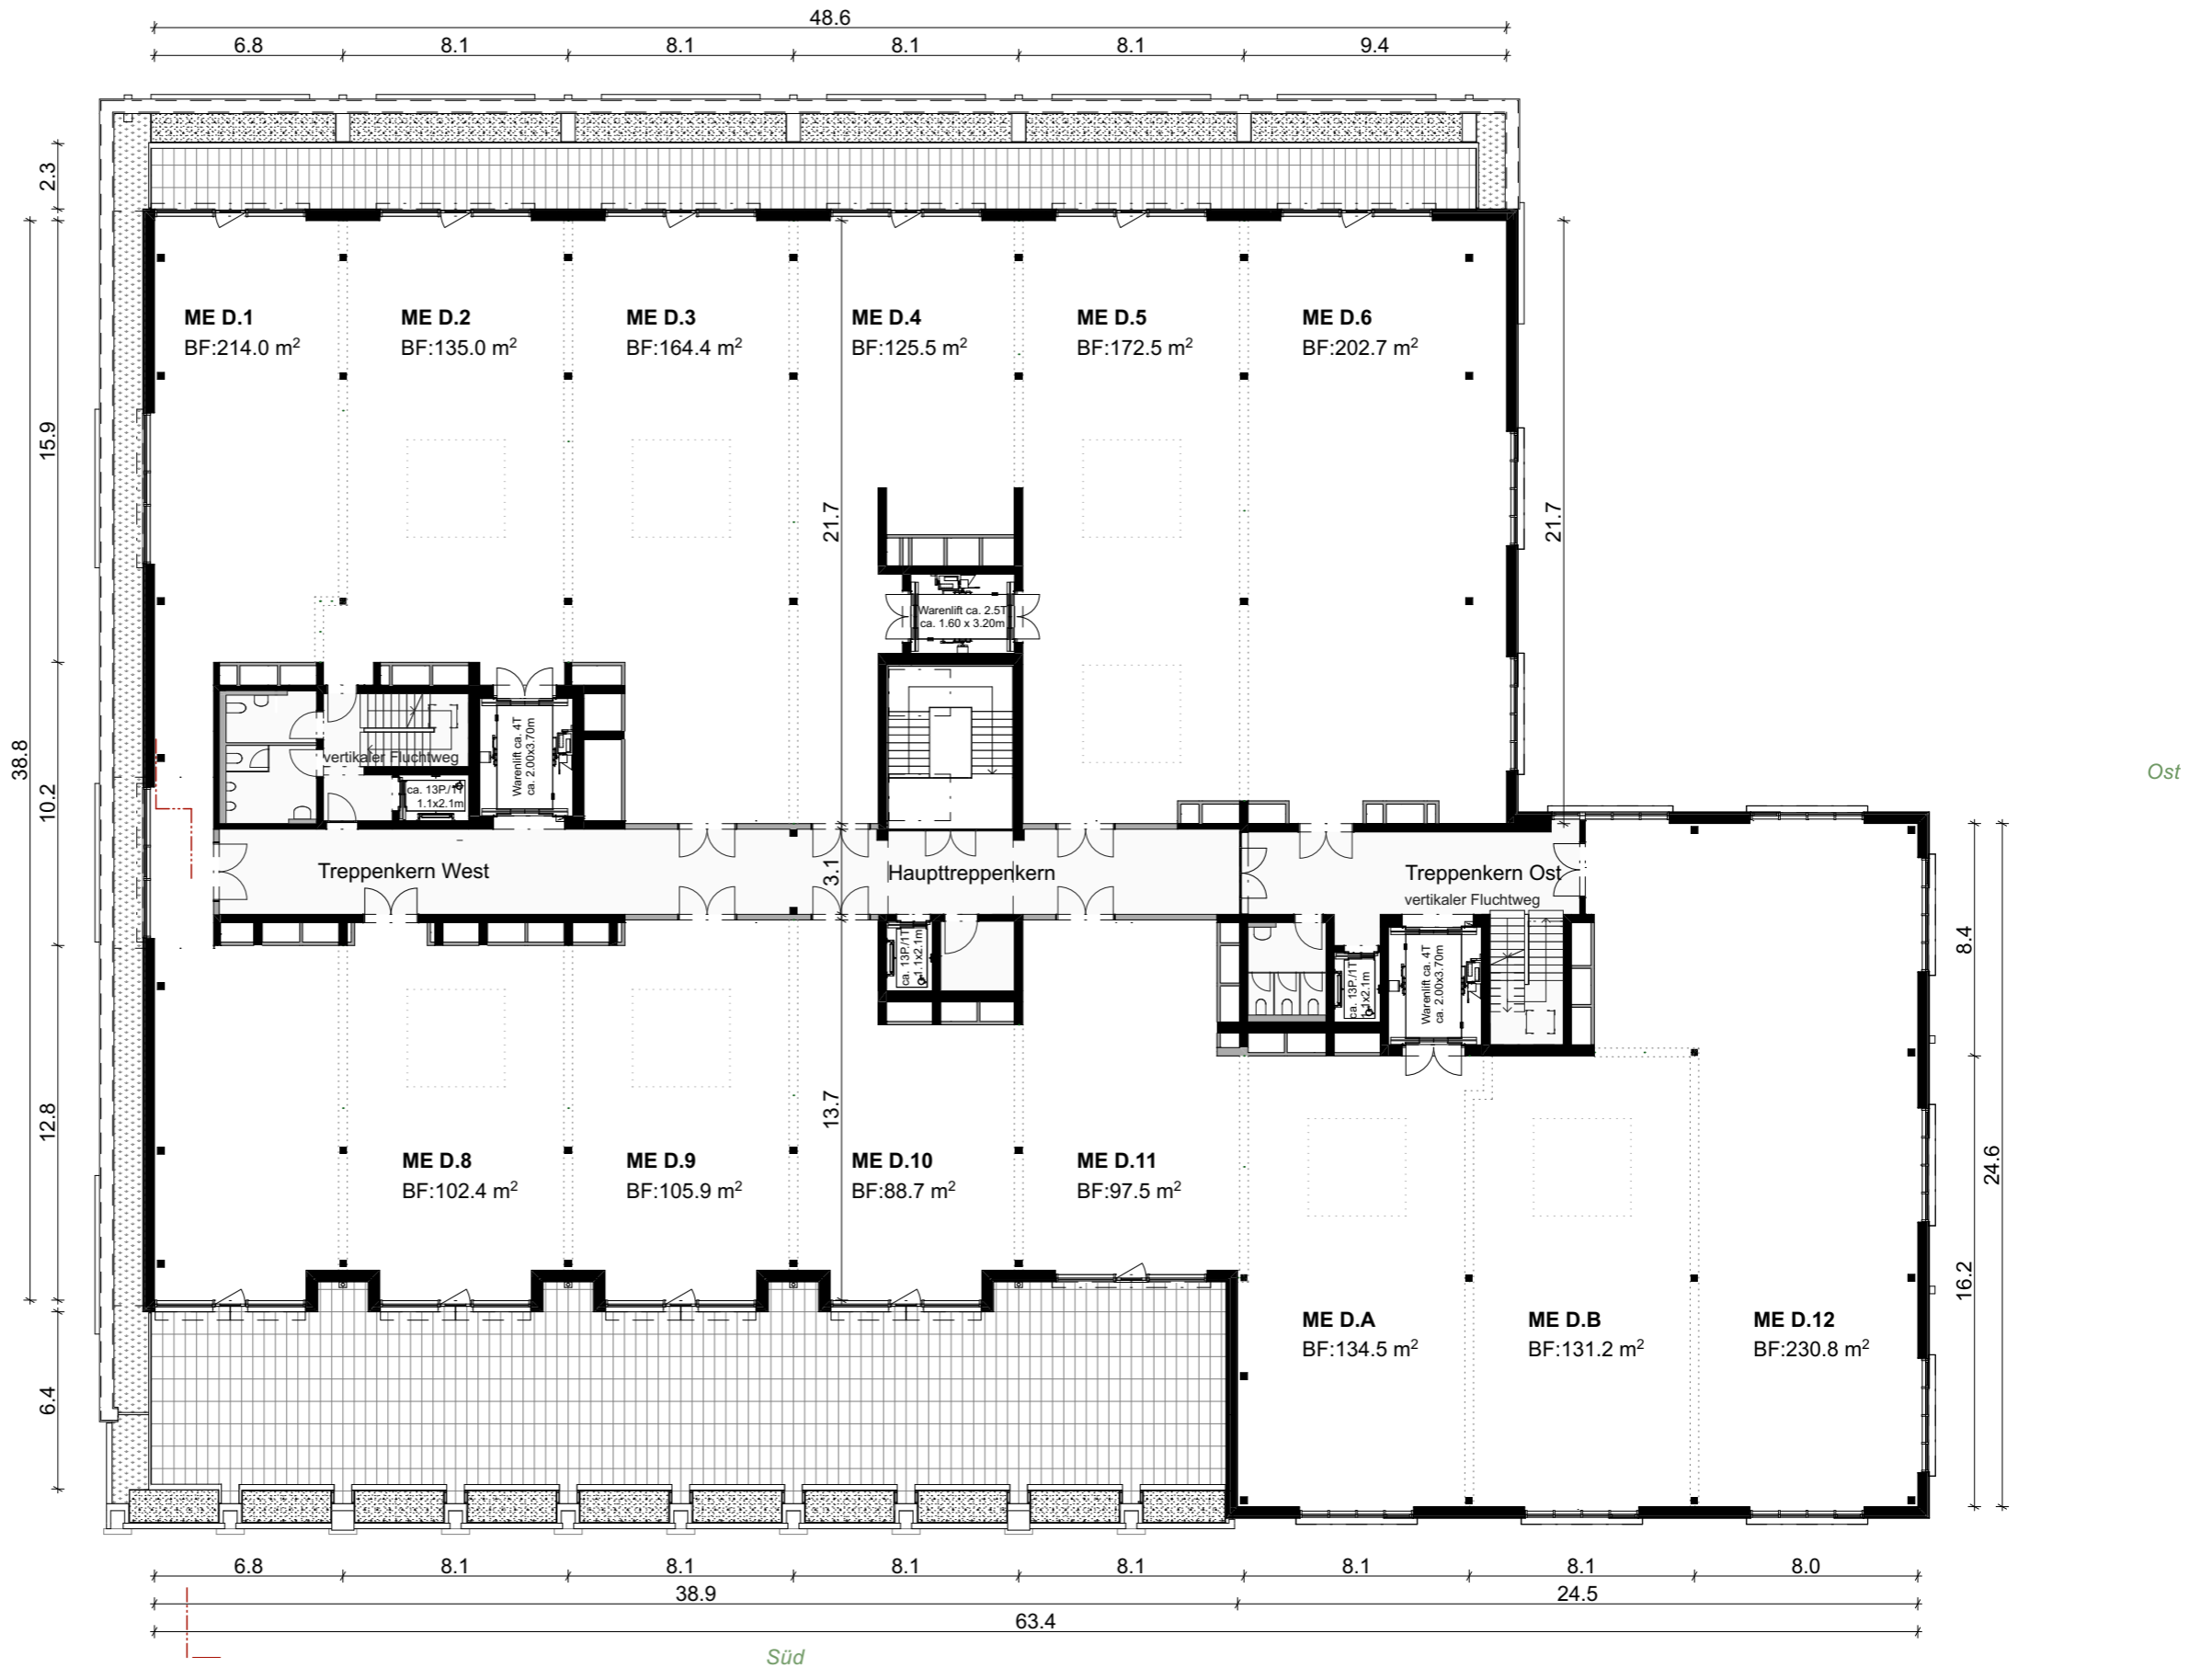 48.6
6.8 8.1 8.1 8.1 8.1 9.4
2.3
ME D.1
BF:214.0 m²
ME D.2
BF:135.0 m²
ME D.3
BF:164.4 m²
ME D.4
BF:125.5 m²
ME D.5
BF:172.5 m²
ME D.6
BF:202.7 m²
15.9
21.7
21.7
Warenlift ca. 2.5T
ca. 1.60 x 3.20m
38.8
10.2
vertikaler Fluchtweg
ca. 13P./1T
1.1x2.1m
Warenlift ca. 4T
ca. 2.00x3.70m
Ost
Treppenkern West
3.1
Haupttreppenkern
Treppenkern Ost
vertikaler Fluchtweg
ca. 13P./1T
1.1x2.1m
ca. 13P./1T
1.1x2.1m
Warenlift ca. 4T
ca. 2.00x3.70m
8.4
12.8
13.7
24.6
ME D.8
BF:102.4 m²
ME D.9
BF:105.9 m²
ME D.10
BF:88.7 m²
ME D.11
BF:97.5 m²
16.2
ME D.A
BF:134.5 m²
ME D.B
BF:131.2 m²
ME D.12
BF:230.8 m²
6.4
6.8 8.1 8.1 8.1 8.1 8.1 8.1 8.0
38.9 24.5
63.4
Süd